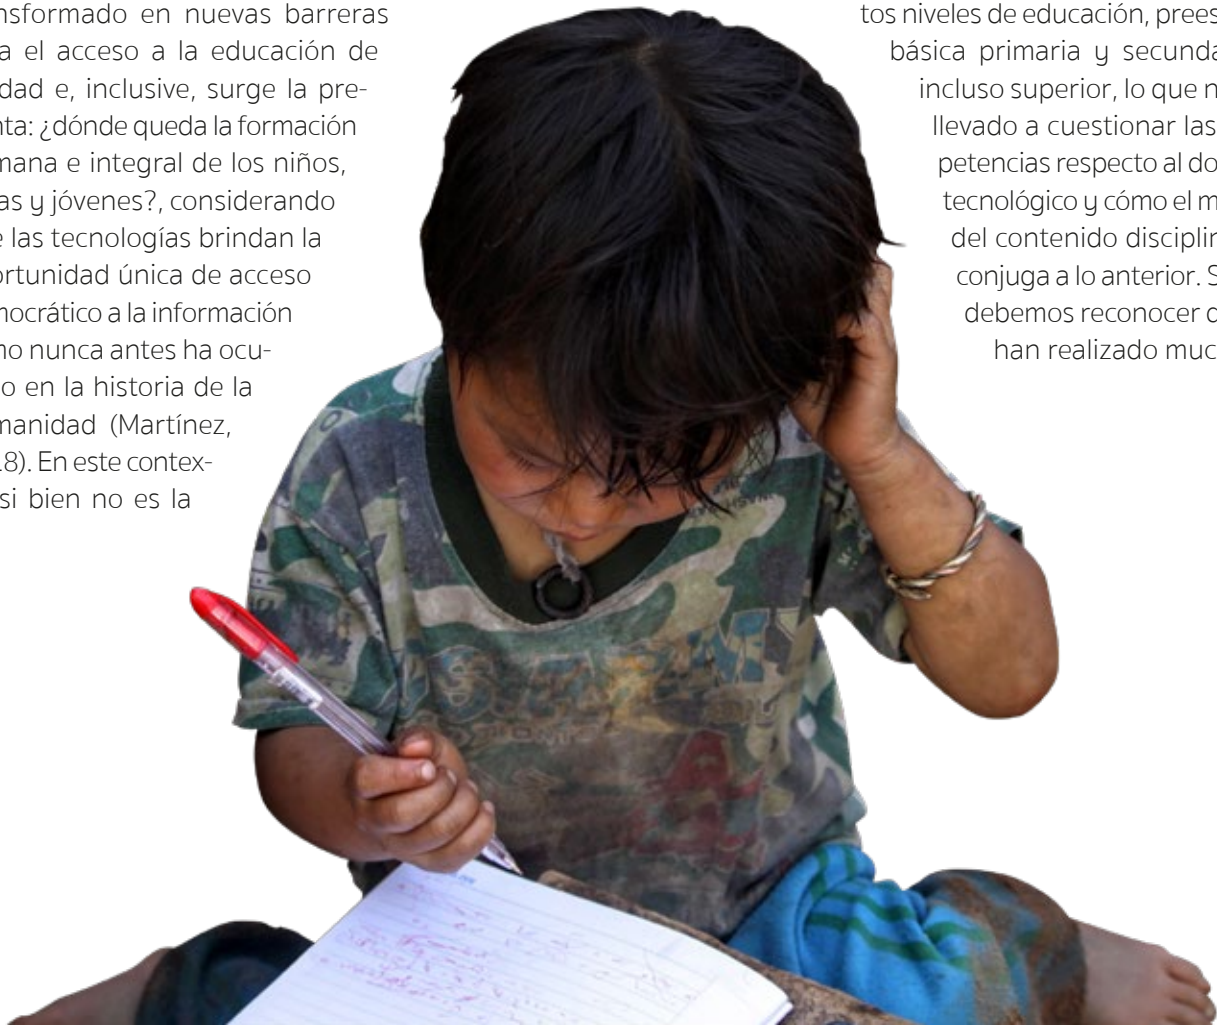 nsformado en nuevas barreras
a el acceso a la educación de
dad e, inclusive, surge la pre-
nta: ¿dónde queda la formación
mana e integral de los niños,
as y jóvenes?, considerando
e las tecnologías brindan la
ortunidad única de acceso
mocrático a la información
mo nunca antes ha ocu-
o en la historia de la
manidad (Martínez,
8). En este contex-
si bien no es la
tos niveles de educación, prees
básica primaria y secunda
incluso superior, lo que n
llevado a cuestionar las
petencias respecto al do
tecnológico y cómo el m
del contenido disciplin
conjuga a lo anterior. S
debemos reconocer
han realizado muc